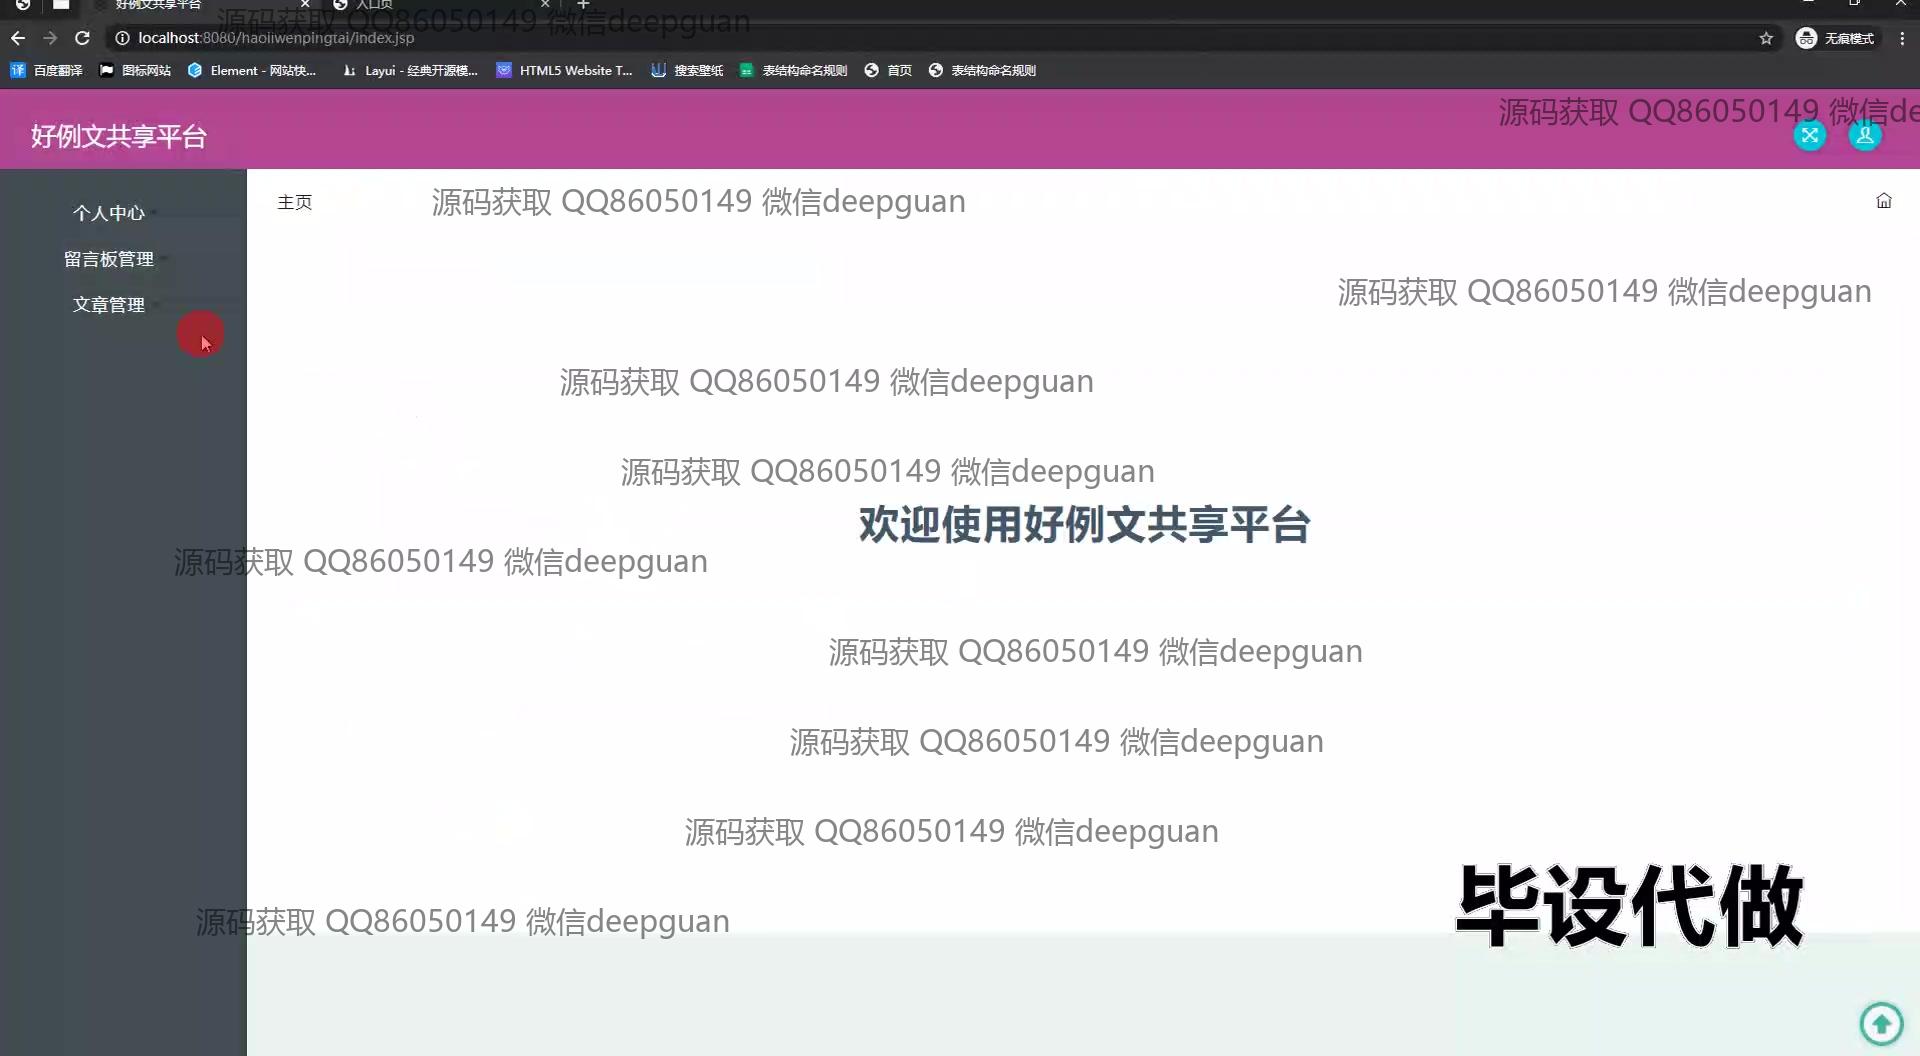 好例文共享平台
入口页
源码获取 QQ86050149 微信deepguan
localhost:8080/haoliwenpingtai/index.jsp
无痕模式
百度翻译
图标网站
Element - 网站快...
Layui - 经典开源模...
HTML5 Website T...
搜索壁纸
表结构命名规则
首页
表结构命名规则
源码获取 QQ86050149 微信de
好例文共享平台
个人中心
主页
源码获取 QQ86050149 微信deepguan
留言板管理
源码获取 QQ86050149 微信deepguan
文章管理
源码获取 QQ86050149 微信deepguan
源码获取 QQ86050149 微信deepguan
欢迎使用好例文共享平台
源码获取 QQ86050149 微信deepguan
源码获取 QQ86050149 微信deepguan
源码获取 QQ86050149 微信deepguan
源码获取 QQ86050149 微信deepguan
毕设代做
源码获取 QQ86050149 微信deepguan